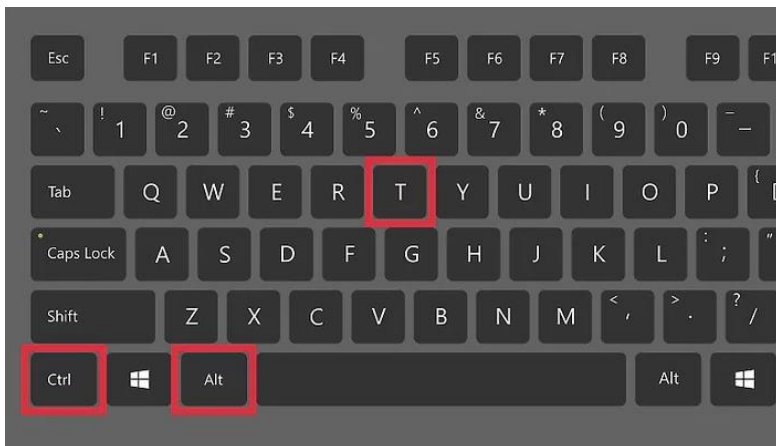 Esc F1 F2 F3 F4 F5 F6 F7 F8 F9 F1
~ ` ! 1 @ 2 # 3 $ 4 % 5 ^ 6 & 7 * 8 ( 9 ) 0 _ -
Tab Q W E R T Y U I O P { [
Caps Lock A S D F G H J K L : ; "
Shift Z X C V B N M < , > . ? /
Ctrl Alt Alt